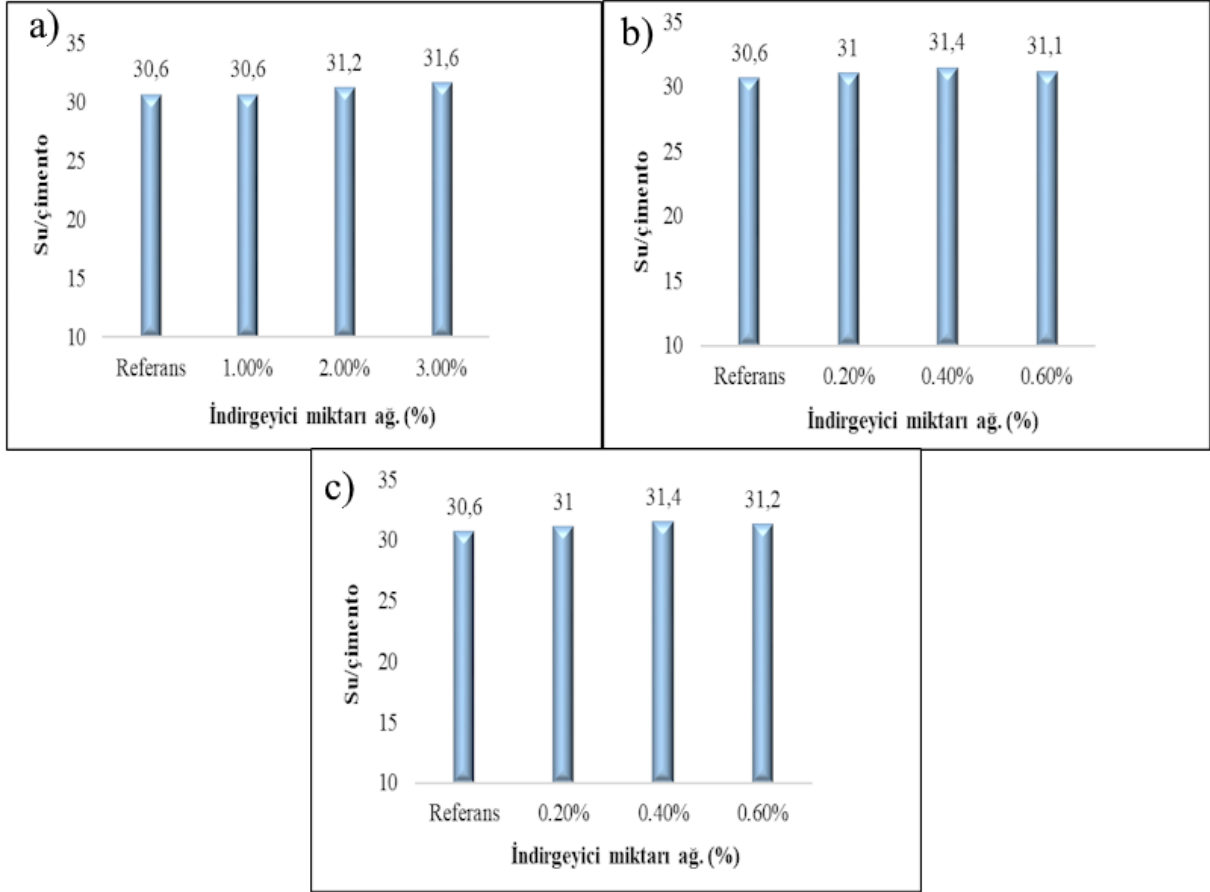 a)
35
30
25
20
15
10
Su/çimento
30,6 30,6 31,2 31,6
Referans 1.00% 2.00% 3.00%
İndirgeyici miktarı ağ. (%)
b)
35
30
25
20
15
10
Su/çimento
30,6 31 31,4 31,1
Referans 0.20% 0.40% 0.60%
İndirgeyici miktarı ağ. (%)
c)
35
30
25
20
15
10
Su/çimento
30,6 31 31,4 31,2
Referans 0.20% 0.40% 0.60%
İndirgeyici miktarı ağ. (%)